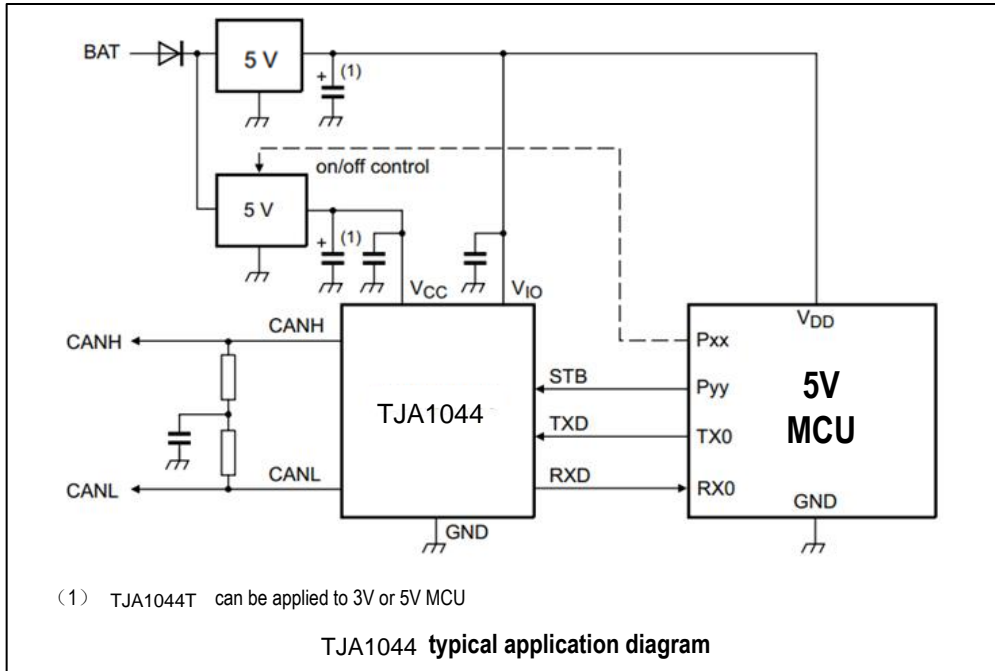 BAT
5 V
+ (1)
on/off control
5 V
+ (1)
VCC
VIO
VDD
CANH
CANH
Pxx
STB
Pyy
5V
MCU
TJA1044
TXD
TX0
CANL
CANL
RXD
RX0
GND
GND
（1） TJA1044T can be applied to 3V or 5V MCU
TJA1044 typical application diagram